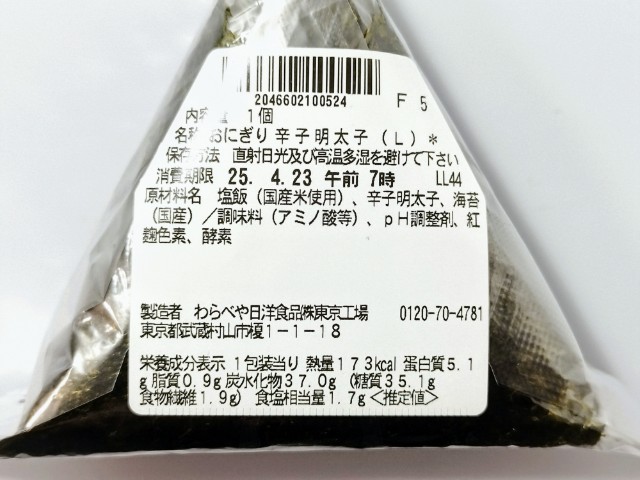 2046602100524
F 5
内容量 1個
名称 おにぎり辛子明太子(L)*
保存方法 直射日光及び高温多湿を避けて下さい
消費期限 25. 4.23 午前 7時 LL44
原材料名 塩飯(国産米使用)、辛子明太子、海苔
(国産)/調味料(アミノ酸等)、pH調整剤、紅
麹色素、酵素
製造者 わらべや日洋食品㈱東京工場 0120-70-4781
東京都武蔵村山市榎1-1-18
栄養成分表示 1包装当り 熱量173kcal 蛋白質5.1
g 脂質0.9g 炭水化物37.0g (糖質35.1g
食物繊維1.9g) 食塩相当量1.7g<推定値>